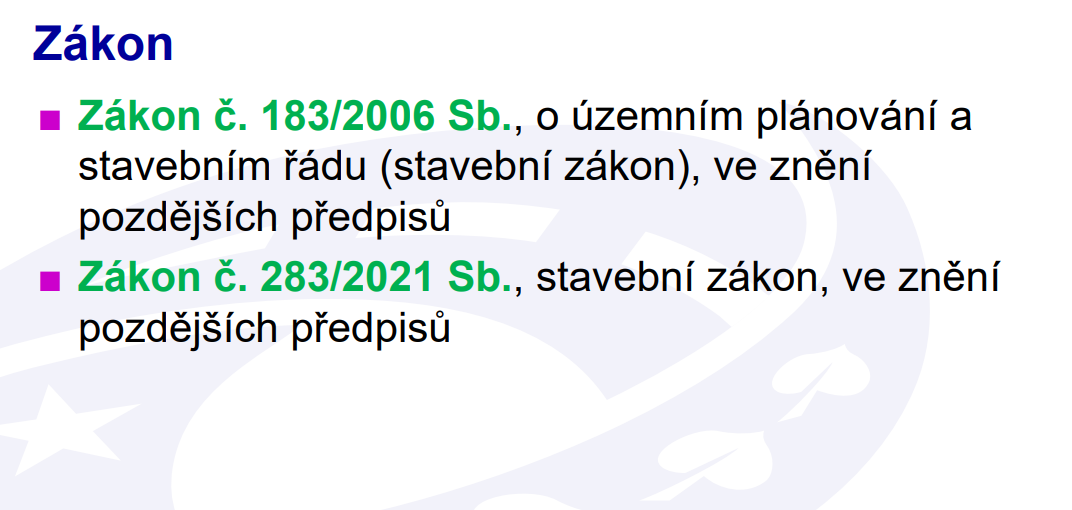 Zákon
▪ Zákon č. 183/2006 Sb., o územním plánování a
stavebním řádu (stavební zákon), ve znění
pozdějších předpisů
▪ Zákon č. 283/2021 Sb., stavební zákon, ve znění
pozdějších předpisů